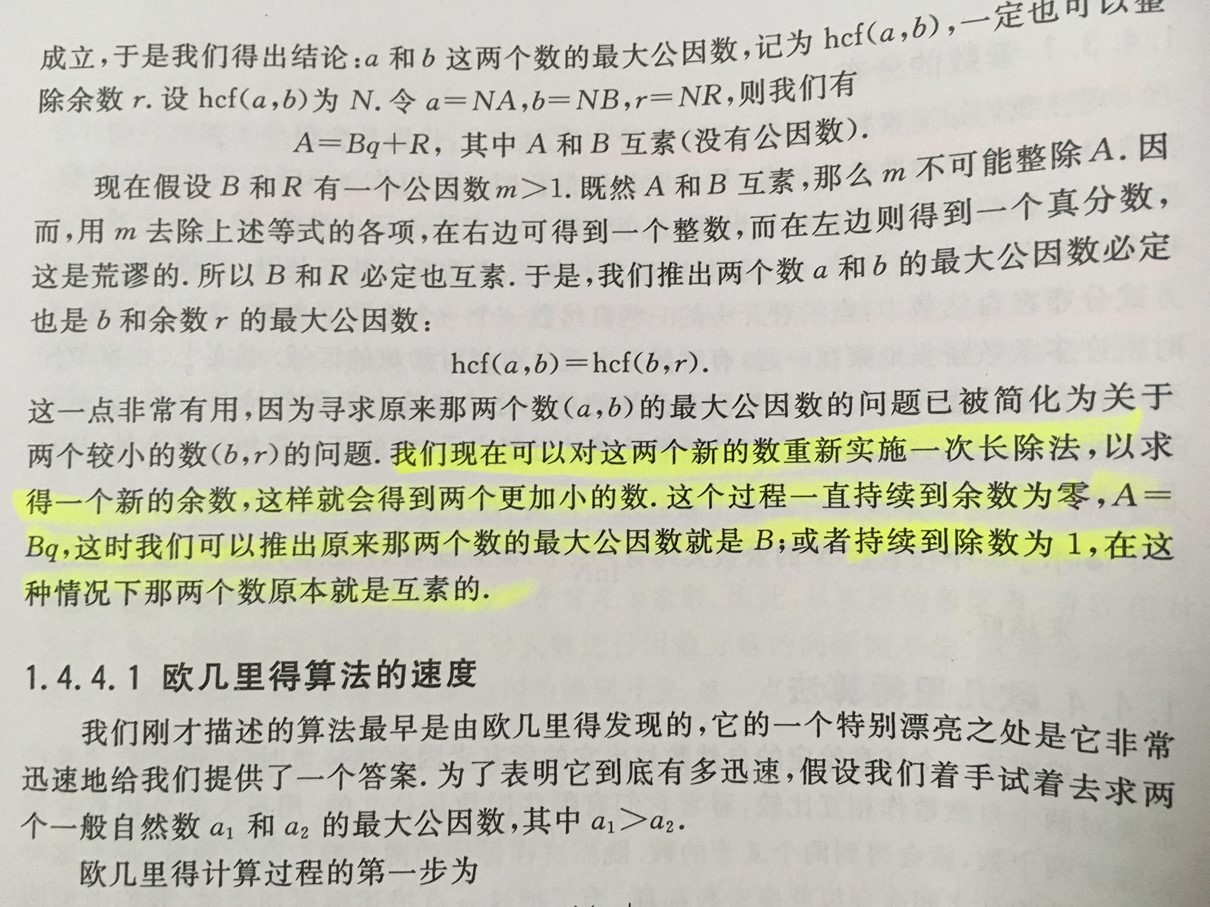 成立,于是我们得出结论:a 和 b 这两个数的最大公因数,记为 hcf(a,b),一定也可以整
除余数 r. 设 hcf(a,b)为 N. 令 a=NA,b=NB,r=NR,则我们有
A=Bq+R, 其中 A 和 B 互素(没有公因数).
现在假设 B 和 R 有一个公因数 m>1. 既然 A 和 B 互素,那么 m 不可能整除 A. 因
而,用 m 去除上述等式的各项,在右边可得到一个整数,而在左边则得到一个真分数,
这是荒谬的. 所以 B 和 R 必定也互素. 于是,我们推出两个数 a 和 b 的最大公因数必定
也是 b 和余数 r 的最大公因数:
hcf(a,b)=hcf(b,r).
这一点非常有用,因为寻求原来那两个数(a,b)的最大公因数的问题已被简化为关于
两个较小的数(b,r)的问题. 我们现在可以对这两个新的数重新实施一次长除法,以求
得一个新的余数,这样就会得到两个更加小的数. 这个过程一直持续到余数为零,A=
Bq,这时我们可以推出原来那两个数的最大公因数就是 B;或者持续到除数为 1,在这
种情况下那两个数原本就是互素的.
1.4.4.1 欧几里得算法的速度
我们刚才描述的算法最早是由欧几里得发现的,它的一个特别漂亮之处是它非常
迅速地给我们提供了一个答案. 为了表明它到底有多迅速,假设我们着手试着去求两
个一般自然数 a₁ 和 a₂ 的最大公因数,其中 a₁>a₂.
欧几里得计算过程的第一步为